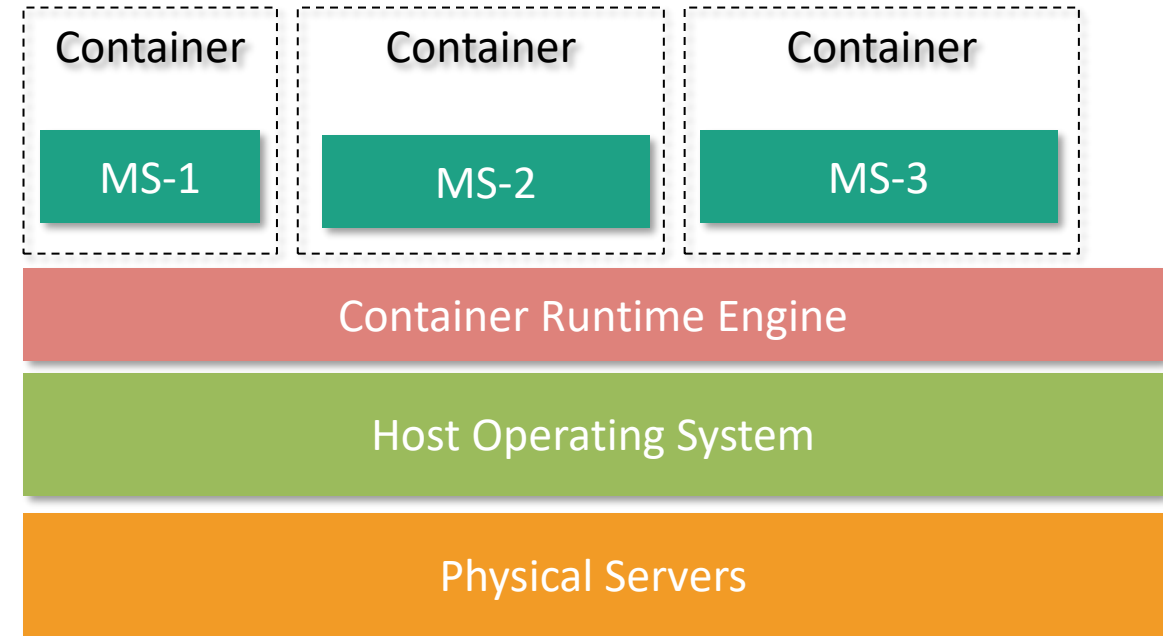 Container
Container
Container
MS-1
MS-2
MS-3
Container Runtime Engine
Host Operating System
Physical Servers